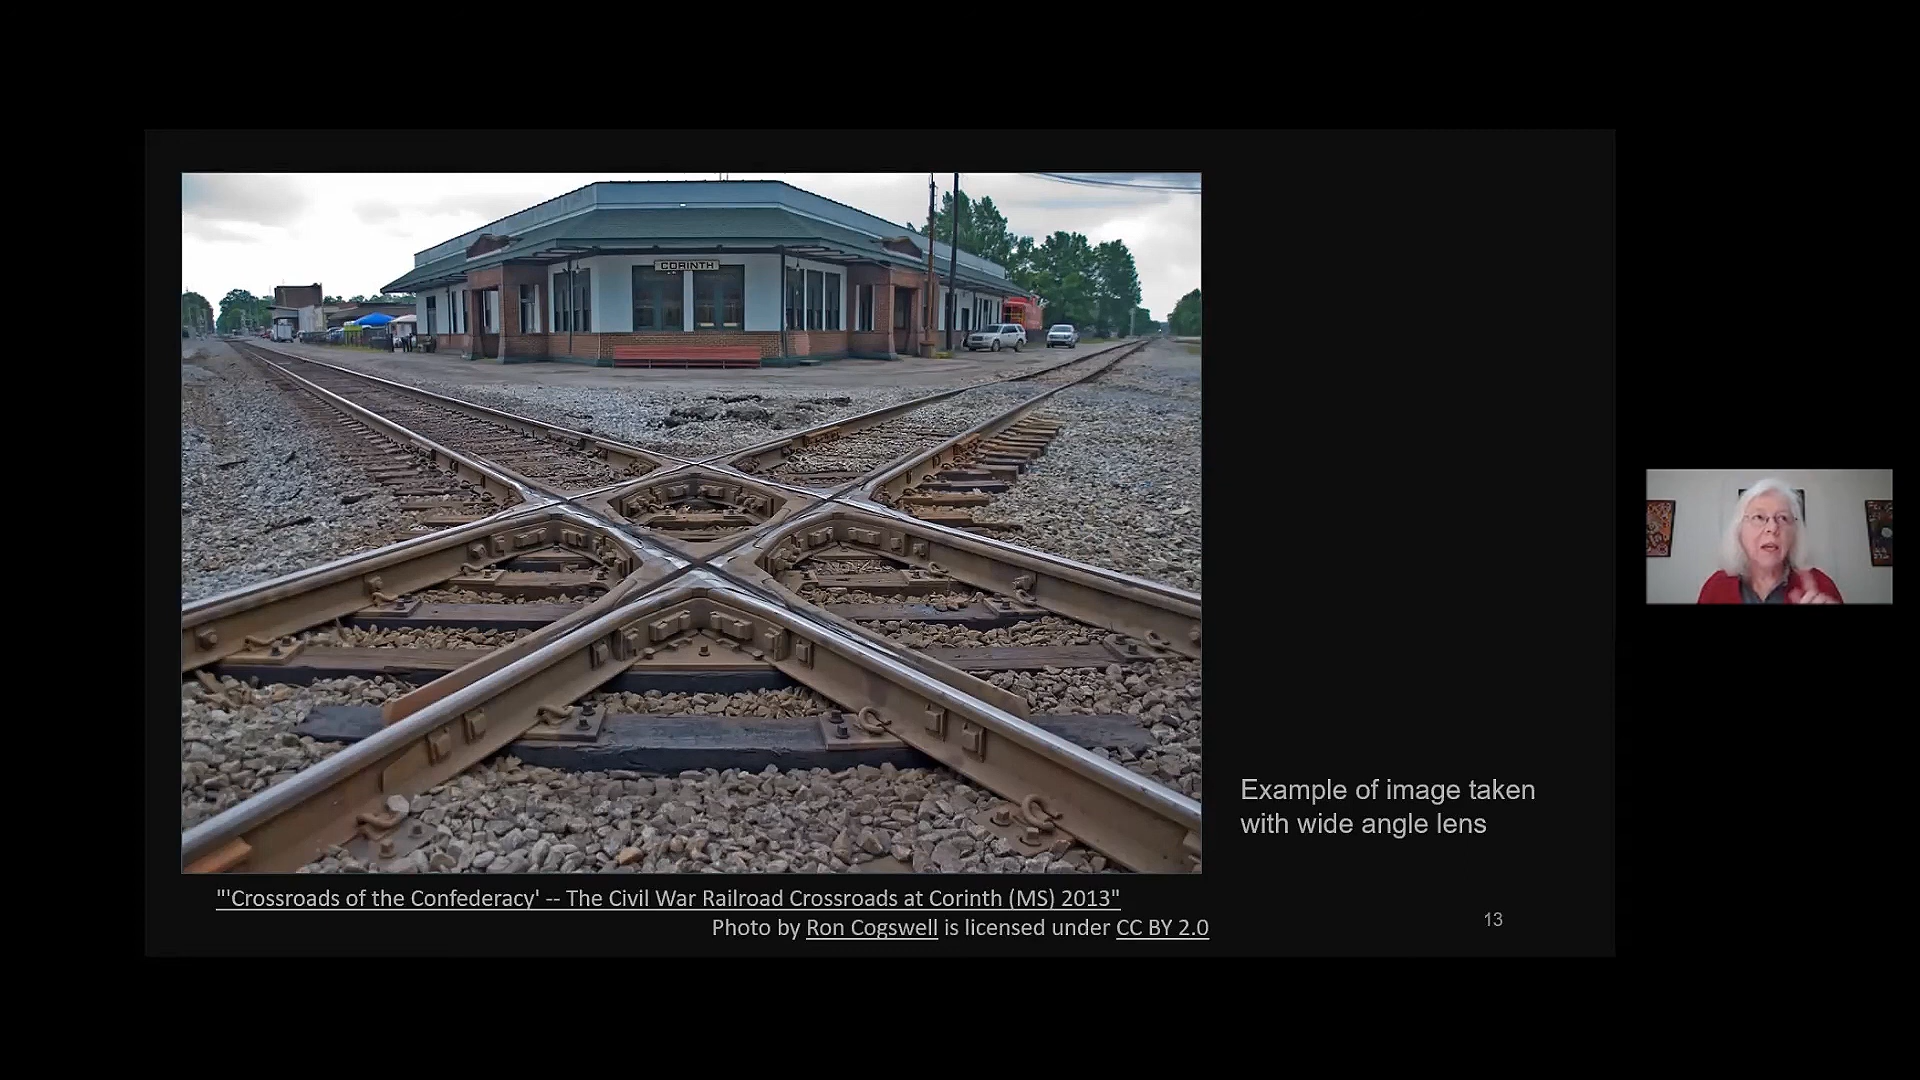 CORINTH
Example of image taken
with wide angle lens
"'Crossroads of the Confederacy' -- The Civil War Railroad Crossroads at Corinth (MS) 2013"
Photo by Ron Cogswell is licensed under CC BY 2.0
13